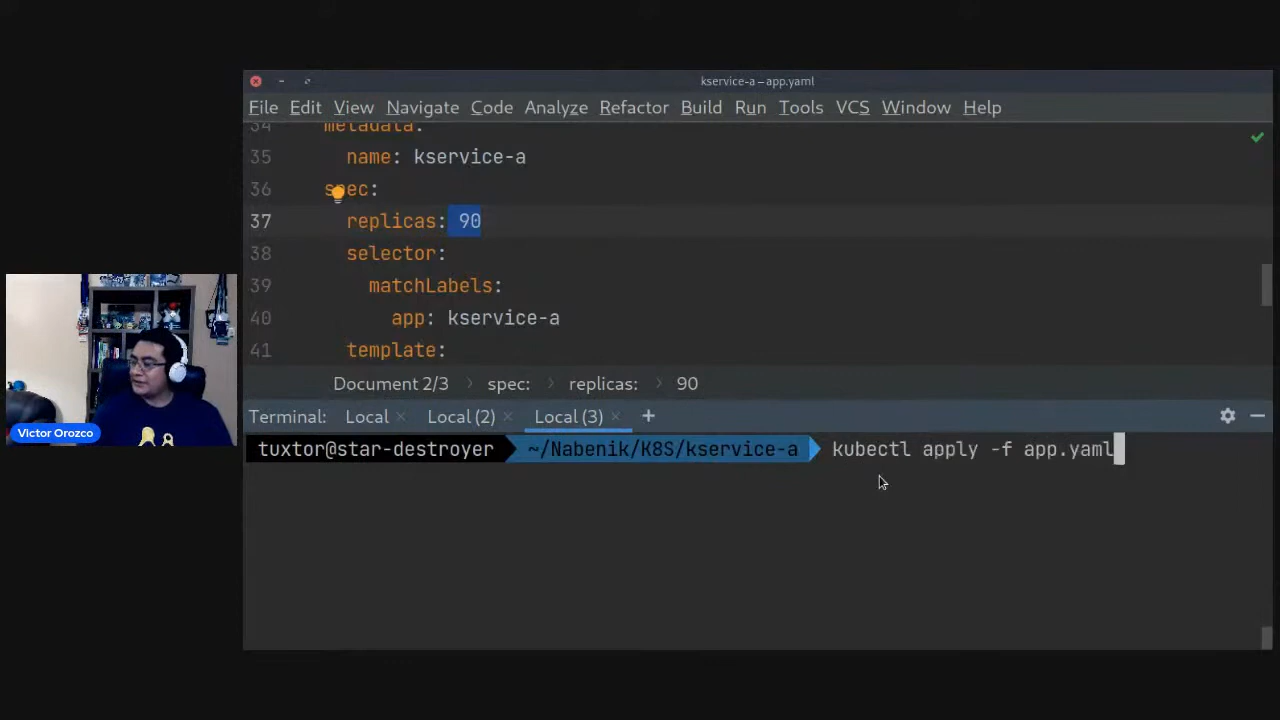 kservice-a – app.yaml
File Edit View Navigate Code Analyze Refactor Build Run Tools VCS Window Help
34 metadata:
35 name: kservice-a
36 spec:
37 replicas: 90
38 selector:
39 matchLabels:
40 app: kservice-a
41 template:
Document 2/3 › spec: › replicas: › 90
Terminal: Local × Local (2) × Local (3) × +
Victor Orozco
tuxtor@star-destroyer ~/Nabenik/K8S/kservice-a kubectl apply -f app.yaml